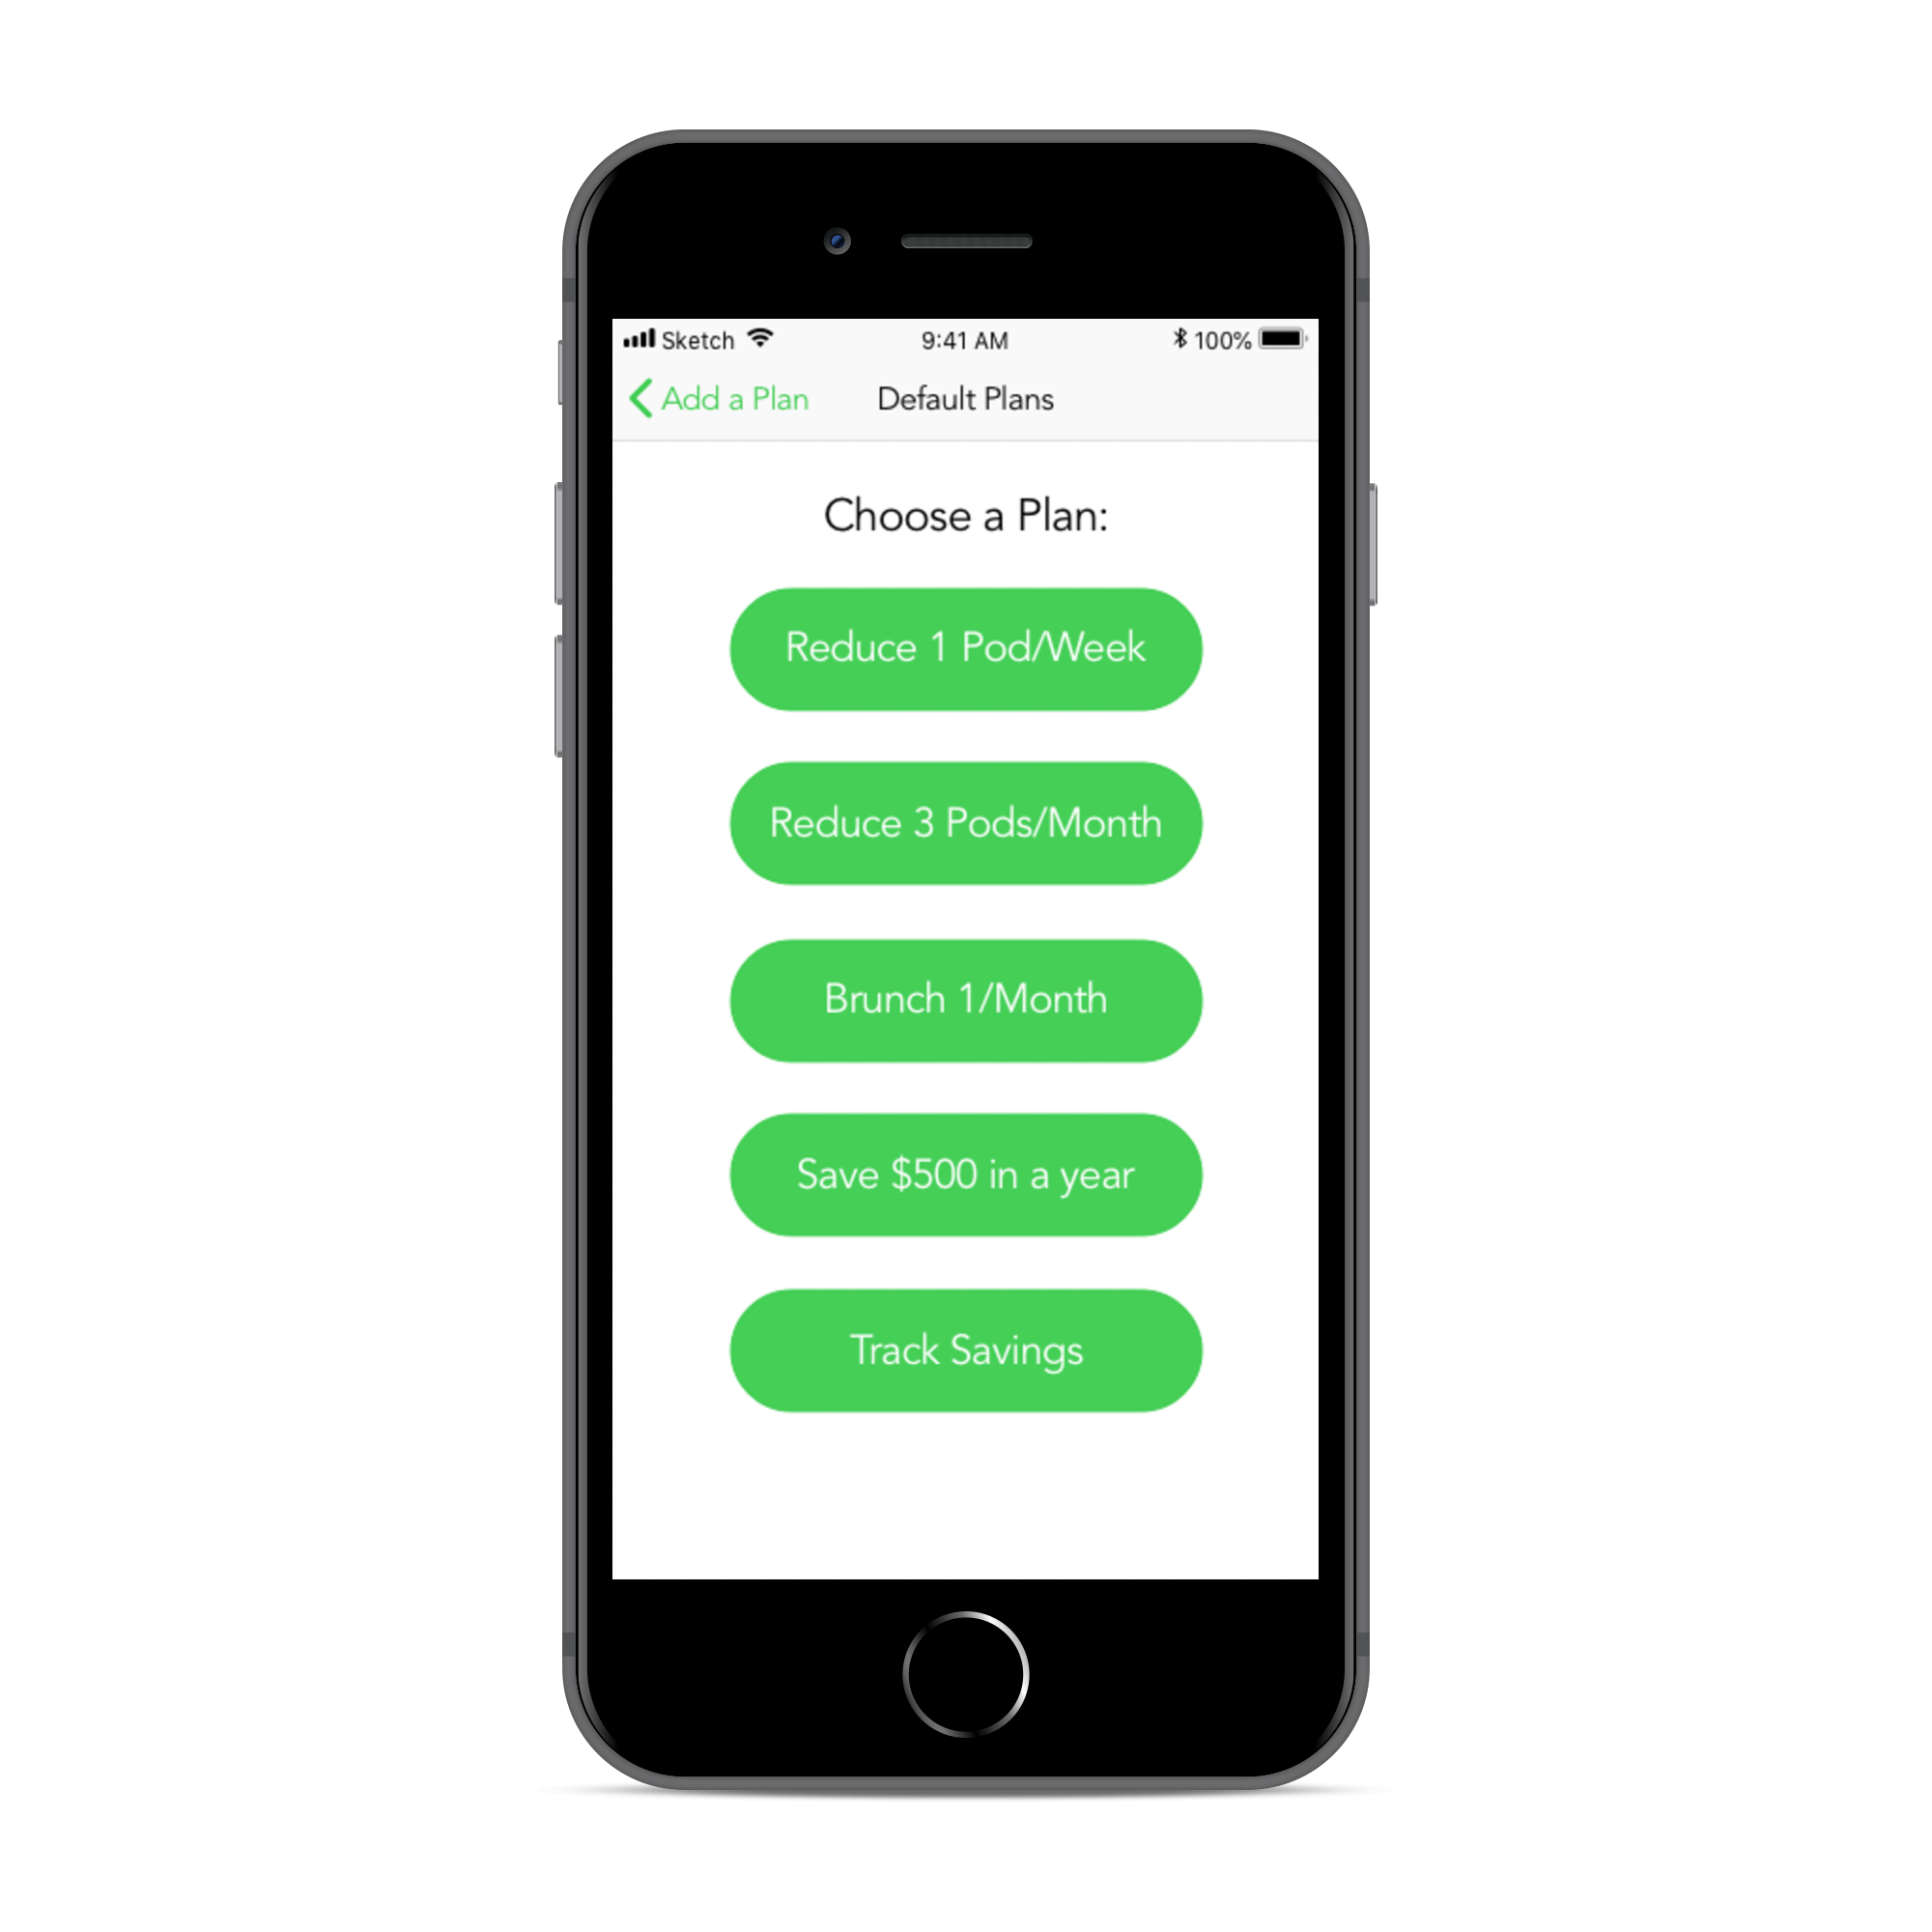 Sketch 9:41 AM 100%
Add a Plan Default Plans
Choose a Plan:
Reduce 1 Pod/Week
Reduce 3 Pods/Month
Brunch 1/Month
Save $500 in a year
Track Savings